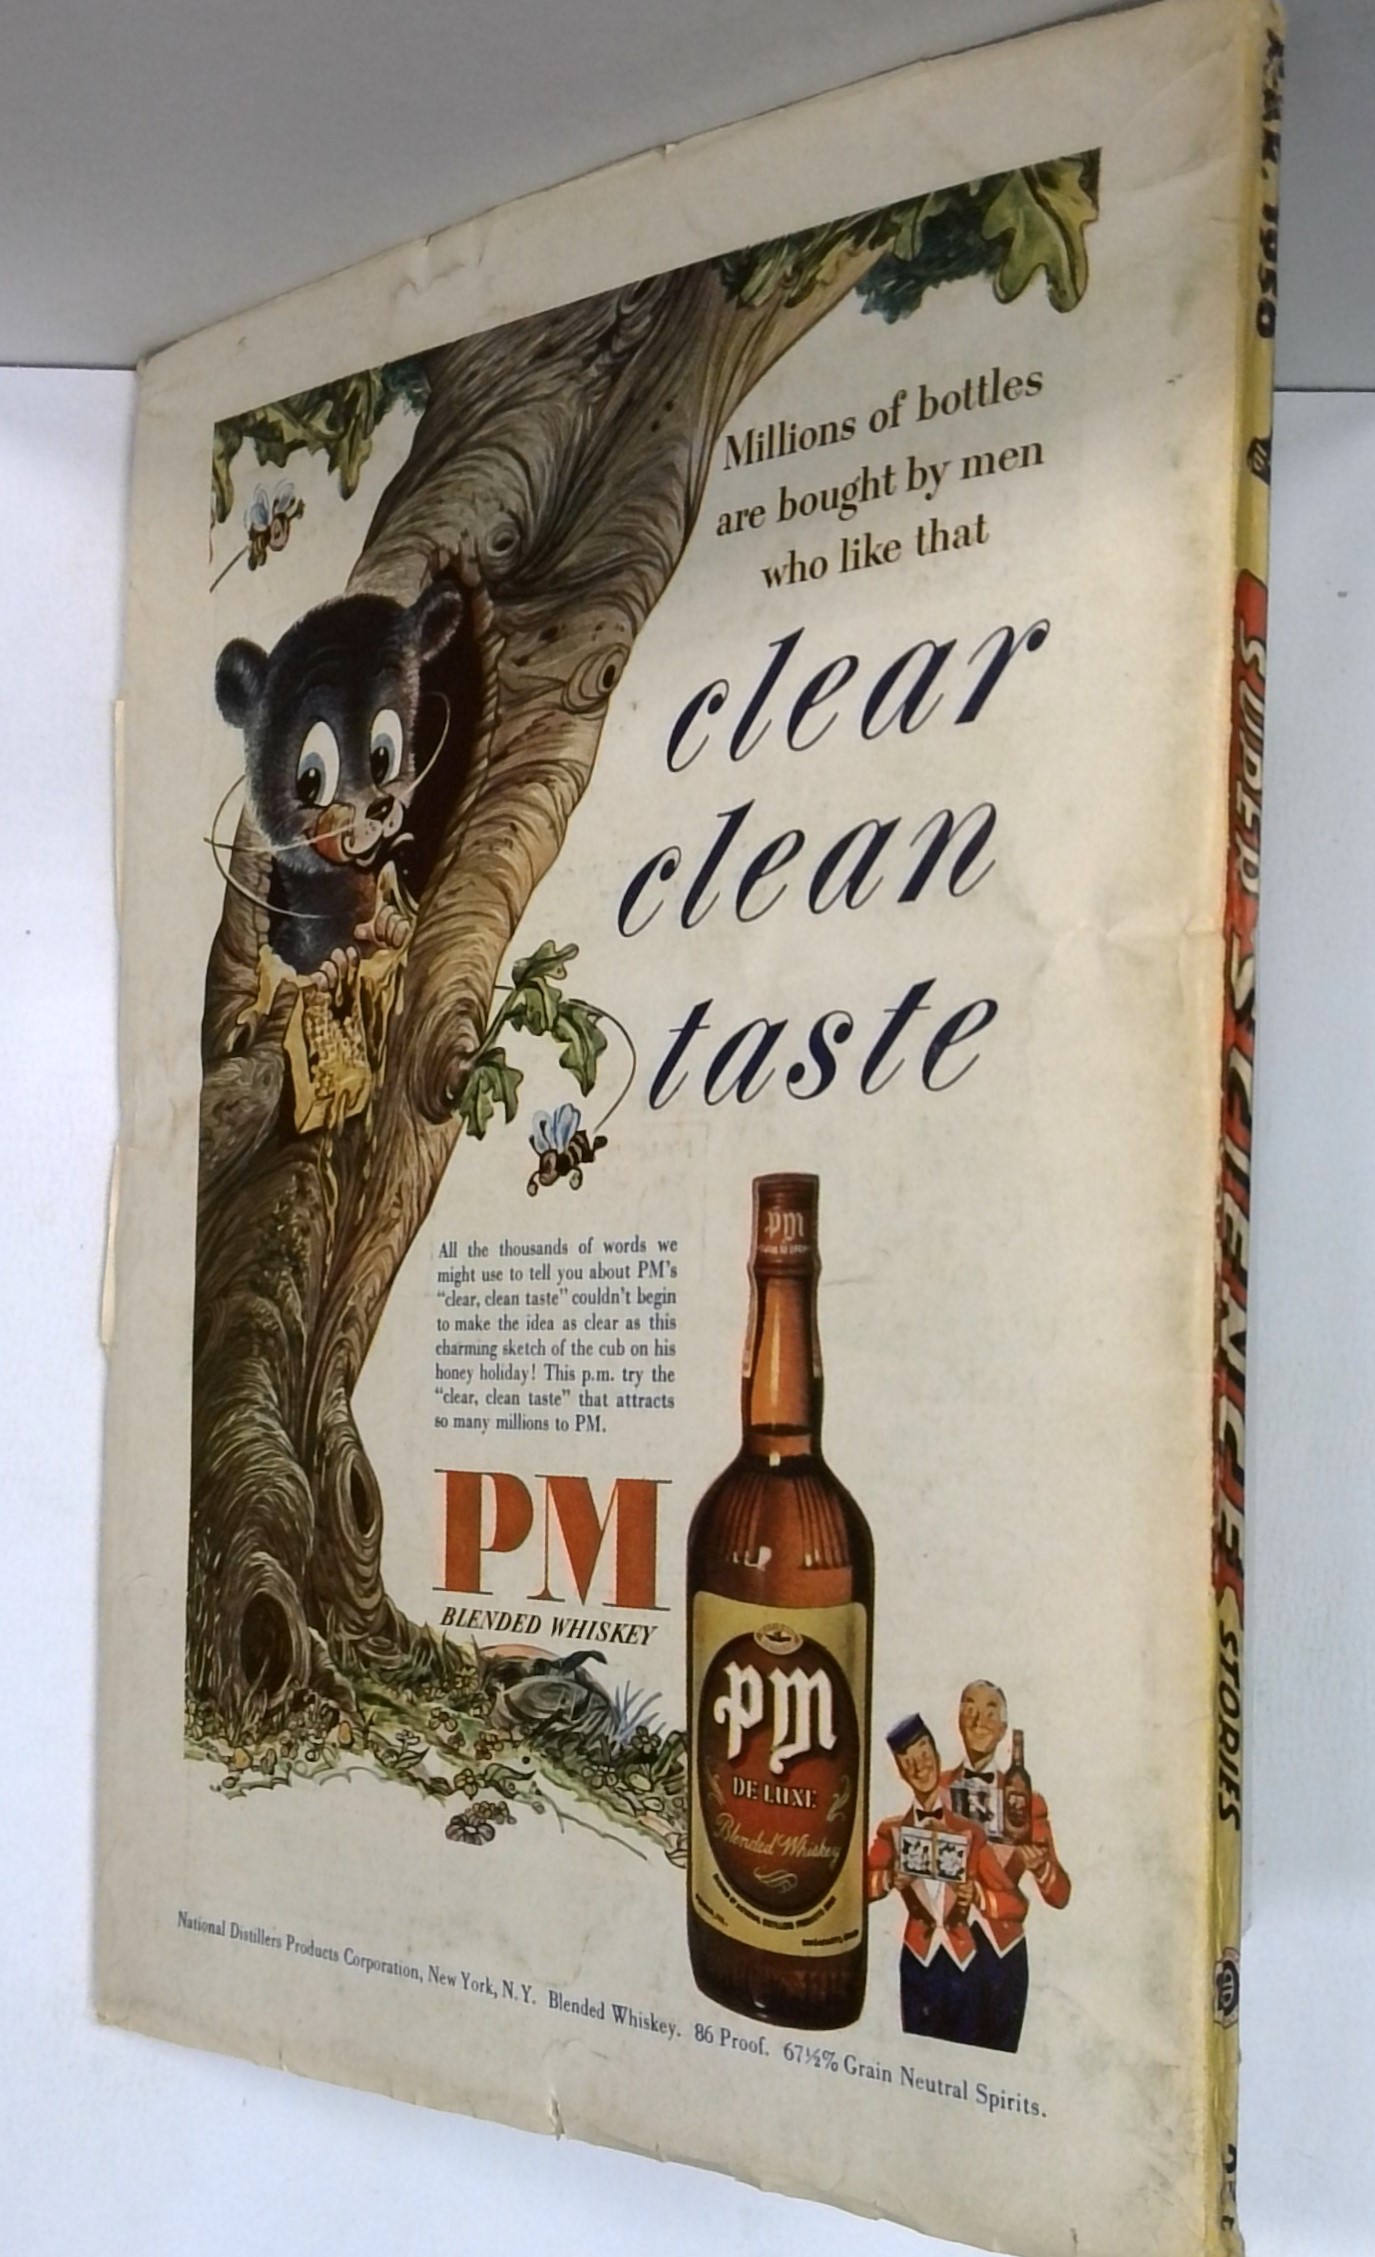 Millions of bottles
are bought by men
who like that
clear
clean
taste
All the thousands of words we
might use to tell you about PM's
"clear, clean taste" couldn't begin
to make the idea as clear as this
charming sketch of the cub on his
honey holiday! This p.m. try the
"clear, clean taste" that attracts
so many millions to PM.
PM
BLENDED WHISKEY
pm
pm
DE LUXE
Blended Whiskey
National Distillers Products Corporation, New York, N.Y. Blended Whiskey. 86 Proof. 67½% Grain Neutral Spirits.
1950
SUPER SCIENCE STORIES